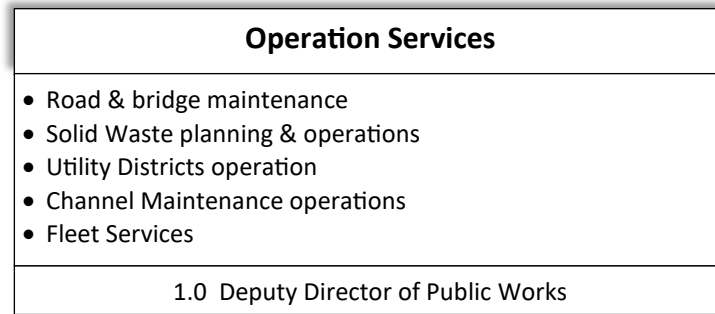 Operation Services
• Road & bridge maintenance
• Solid Waste planning & operations
• Utility Districts operation
• Channel Maintenance operations
• Fleet Services
1.0 Deputy Director of Public Works